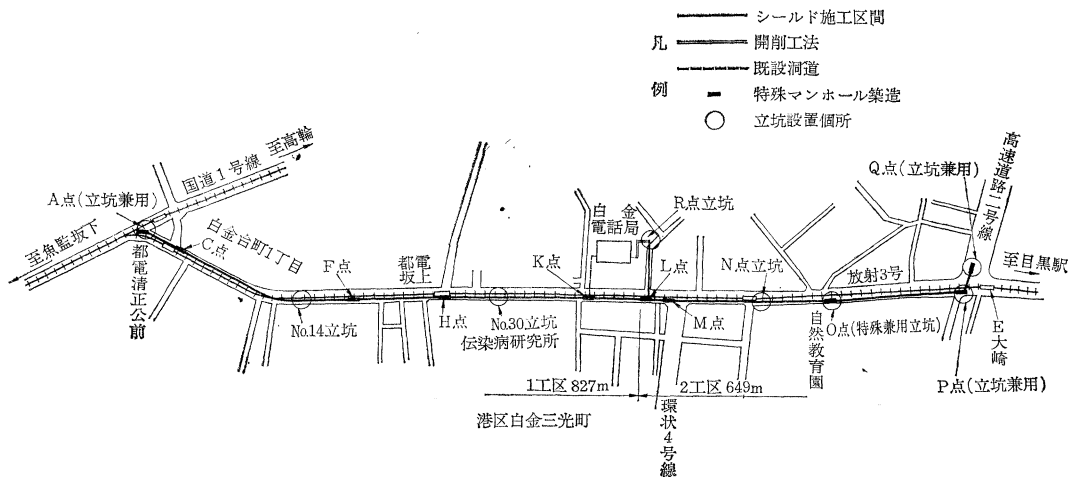 凡例
シールド施工区間
開削工法
既設洞道
特殊マンホール築造
立坑設置個所
至高輪
国道1号線
A点(立坑兼用)
至魚監坂下
白金台町1丁目
C点
都電清正公前
F点
No.14立坑
都電坂上
H点
No.30立坑
伝染病研究所
K点
白金電話局
R点立坑
L点
M点
N点立坑
放射3号
自然教育園
O点(特殊兼用立坑)
Q点(立坑兼用)
高速道路二号線
至目黒駅
E大崎
P点(立坑兼用)
1工区 827m
2工区 649m
港区白金三光町
環状4号線